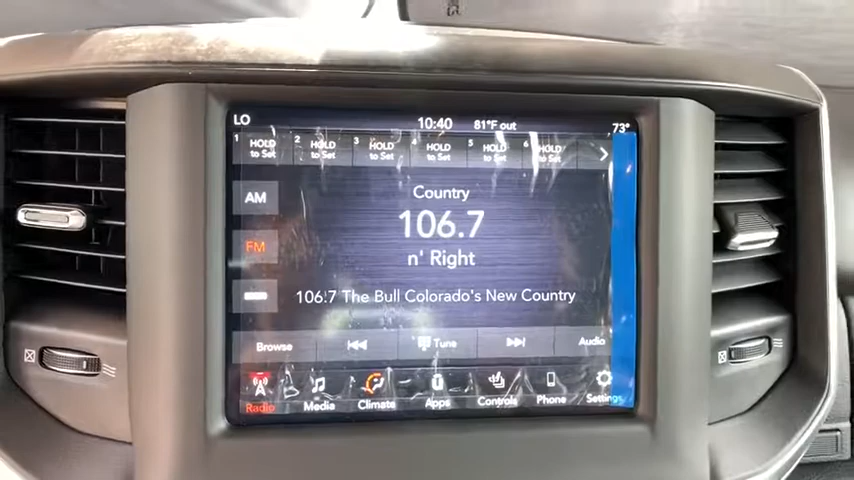 LO 10:40 81°F out 73°
1 HOLD to Set 2 HOLD to Set 3 HOLD to Set 4 HOLD to Set 5 HOLD to Set 6 HOLD to Set
AM
Country
106.7
FM
n' Right
106.7 The Bull Colorado's New Country
Browse Tune Audio
Radio Media Climate Apps Controls Phone Settings